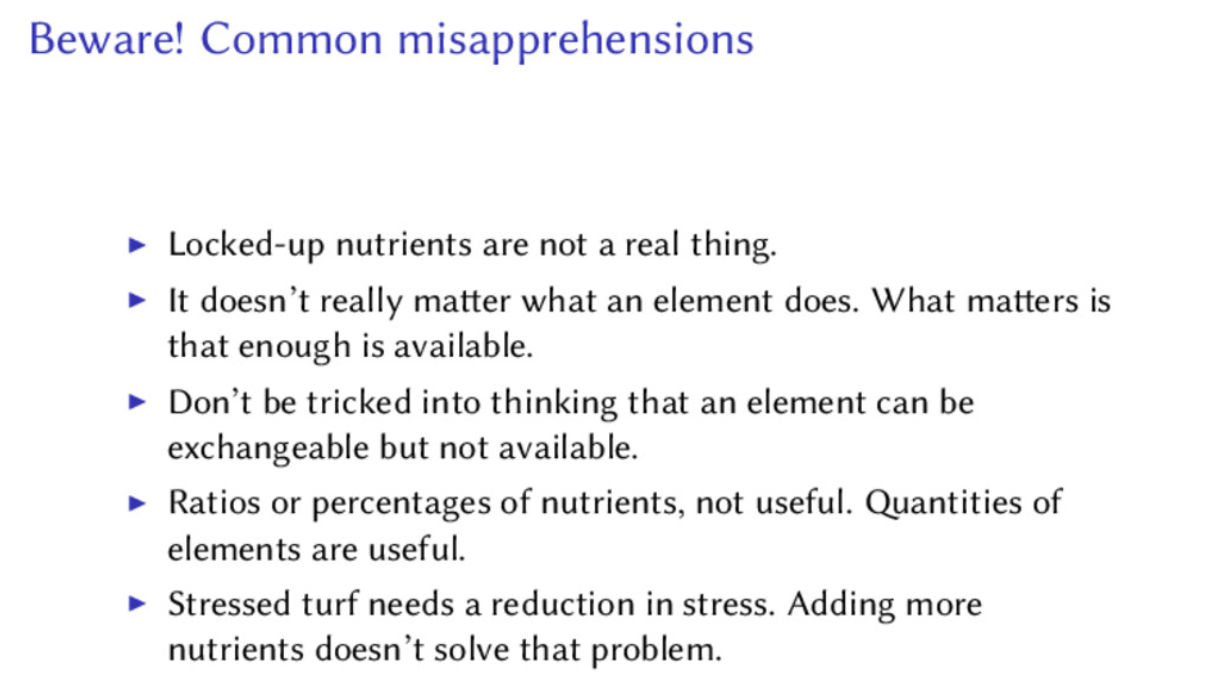 Beware! Common misapprehensions
▶ Locked-up nutrients are not a real thing.
▶ It doesn’t really matter what an element does. What matters is
that enough is available.
▶ Don’t be tricked into thinking that an element can be
exchangeable but not available.
▶ Ratios or percentages of nutrients, not useful. Quantities of
elements are useful.
▶ Stressed turf needs a reduction in stress. Adding more
nutrients doesn’t solve that problem.